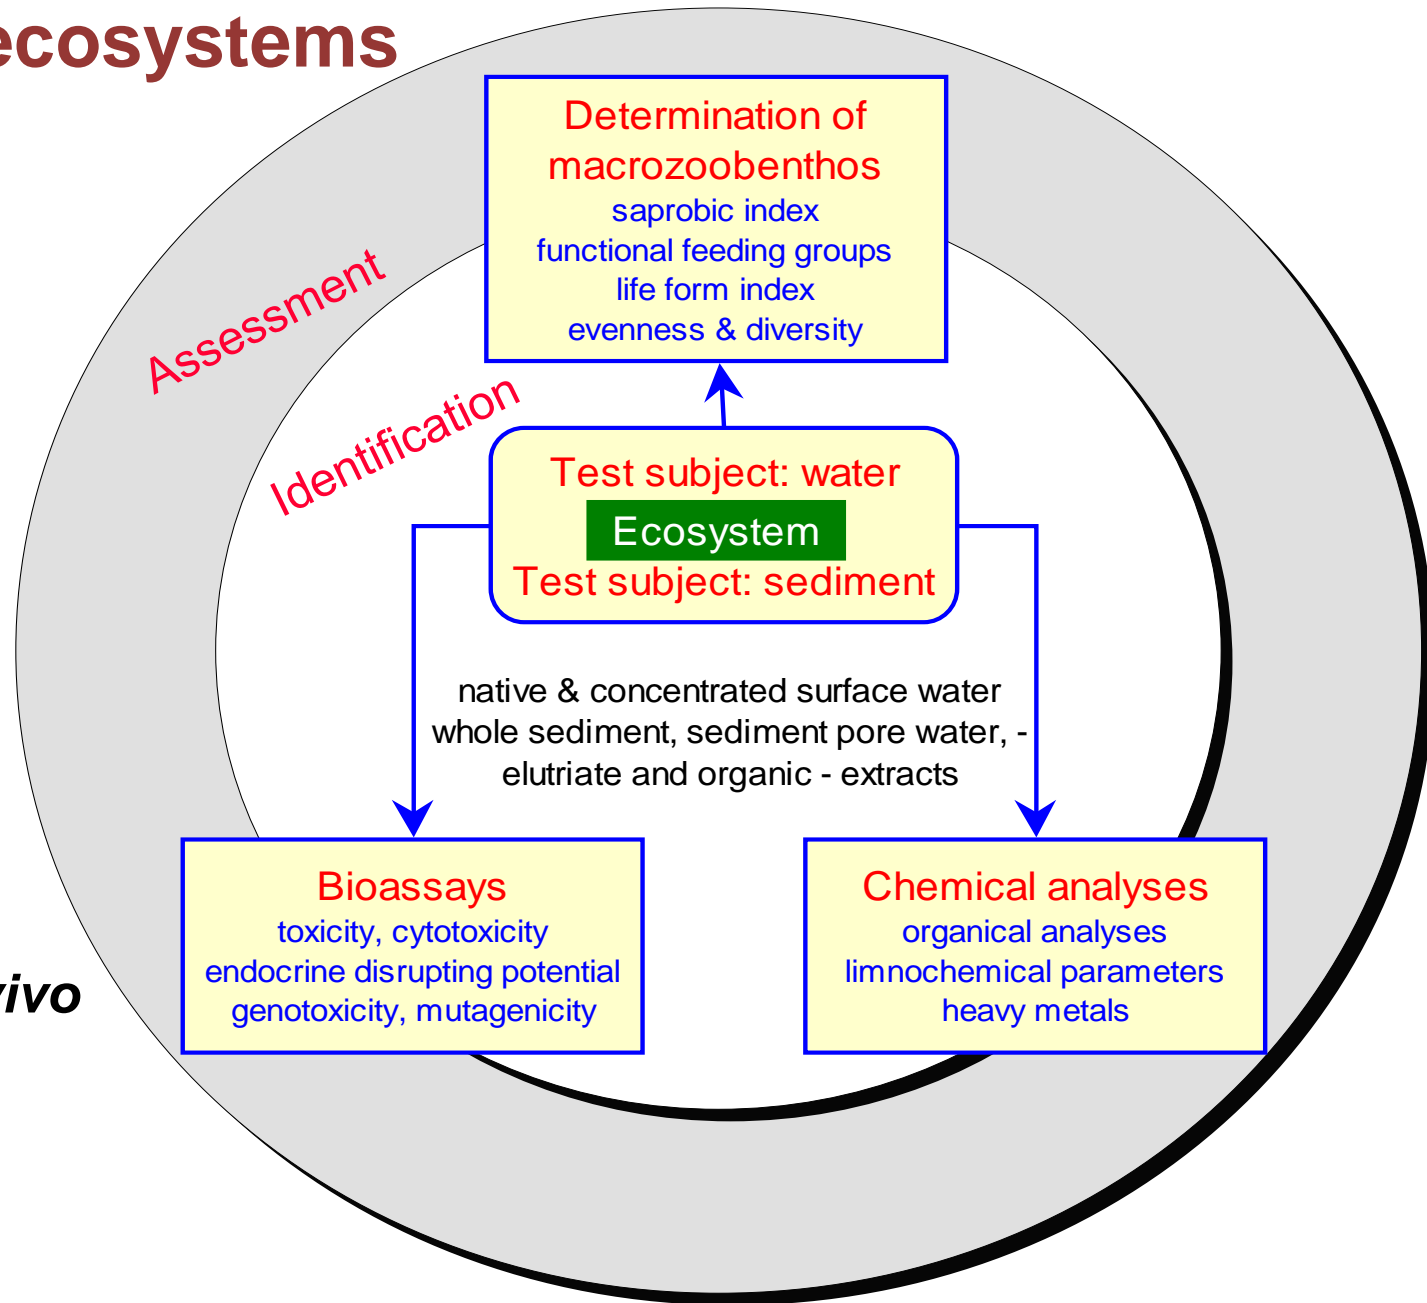 ecosystems
Determination of
macrozoobenthos
saprobic index
functional feeding groups
life form index
evenness & diversity
Assessment
Identification
Test subject: water
Ecosystem
Test subject: sediment
native & concentrated surface water
whole sediment, sediment pore water, -
elutriate and organic - extracts
Bioassays
toxicity, cytotoxicity
endocrine disrupting potential
genotoxicity, mutagenicity
Chemical analyses
organical analyses
limnochemical parameters
heavy metals
vivo